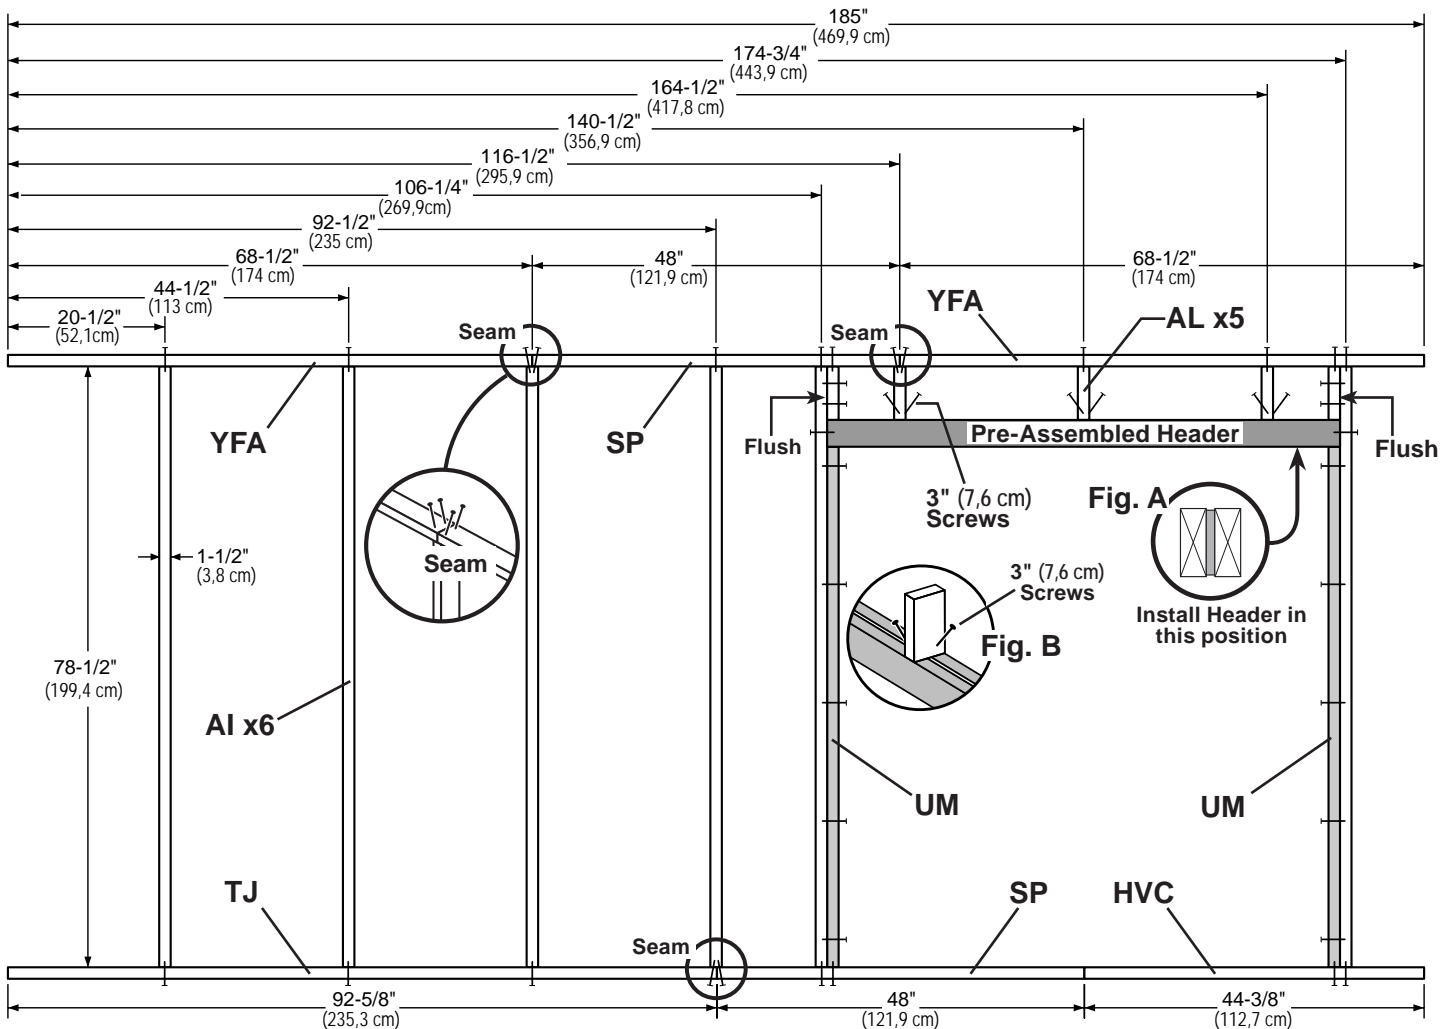 185"
(469,9 cm)
174-3/4"
(443,9 cm)
164-1/2"
(417,8 cm)
140-1/2"
(356,9 cm)
116-1/2"
(295,9 cm)
106-1/4"
(269,9cm)
92-1/2"
(235 cm)
68-1/2"
(174 cm)
48"
(121,9 cm)
68-1/2"
(174 cm)
44-1/2"
(113 cm)
20-1/2"
(52,1cm)
Seam
Seam
YFA
AL x5
YFA
SP
Flush
Pre-Assembled Header
Flush
3" (7,6 cm)
Screws
Fig. A
Seam
1-1/2"
(3,8 cm)
3" (7,6 cm)
Screws
Fig. B
Install Header in
this position
78-1/2"
(199,4 cm)
AI x6
UM
UM
TJ
SP
HVC
Seam
92-5/8"
(235,3 cm)
48"
(121,9 cm)
44-3/8"
(112,7 cm)